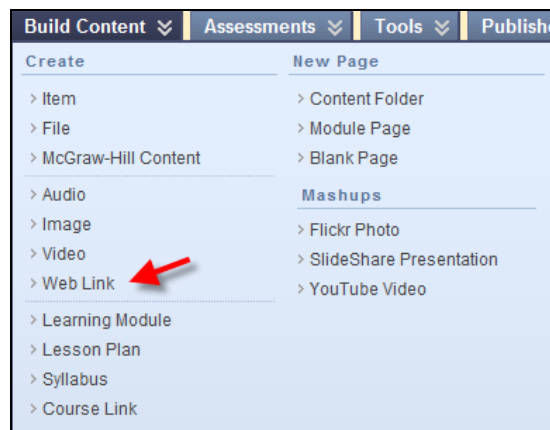 Build Content Assessments Tools Publishe
Create
Item
File
McGraw-Hill Content
Audio
Image
Video
Web Link
Learning Module
Lesson Plan
Syllabus
Course Link
New Page
Content Folder
Module Page
Blank Page
Mashups
Flickr Photo
SlideShare Presentation
YouTube Video